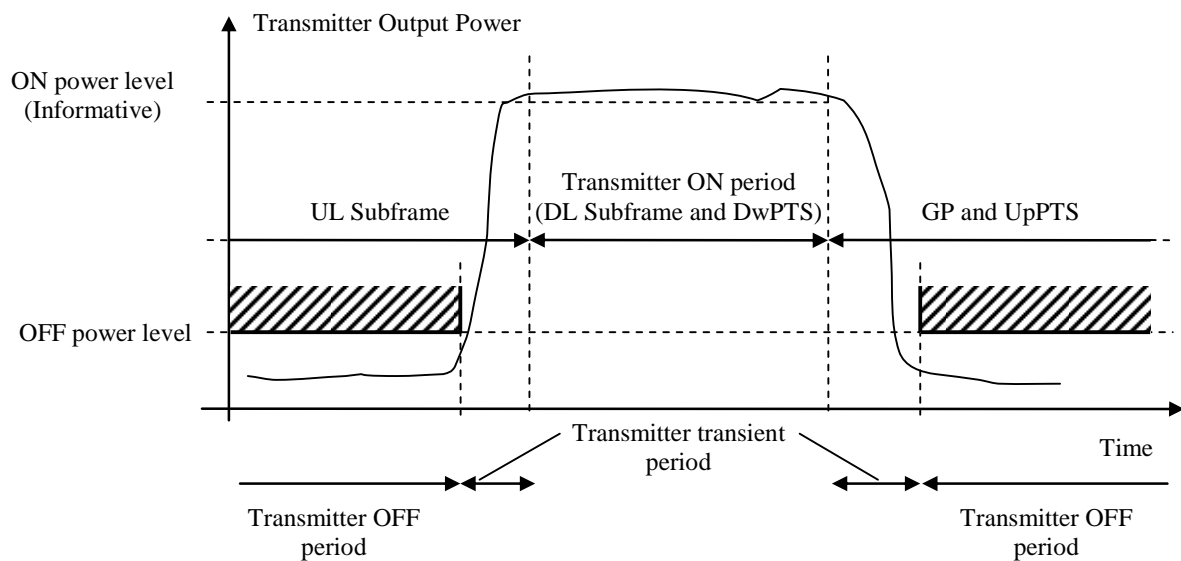 Transmitter Output Power
ON power level
(Informative)
Transmitter ON period
(DL Subframe and DwPTS)
UL Subframe
GP and UpPTS
OFF power level
Transmitter transient
period
Time
Transmitter OFF
period
Transmitter OFF
period